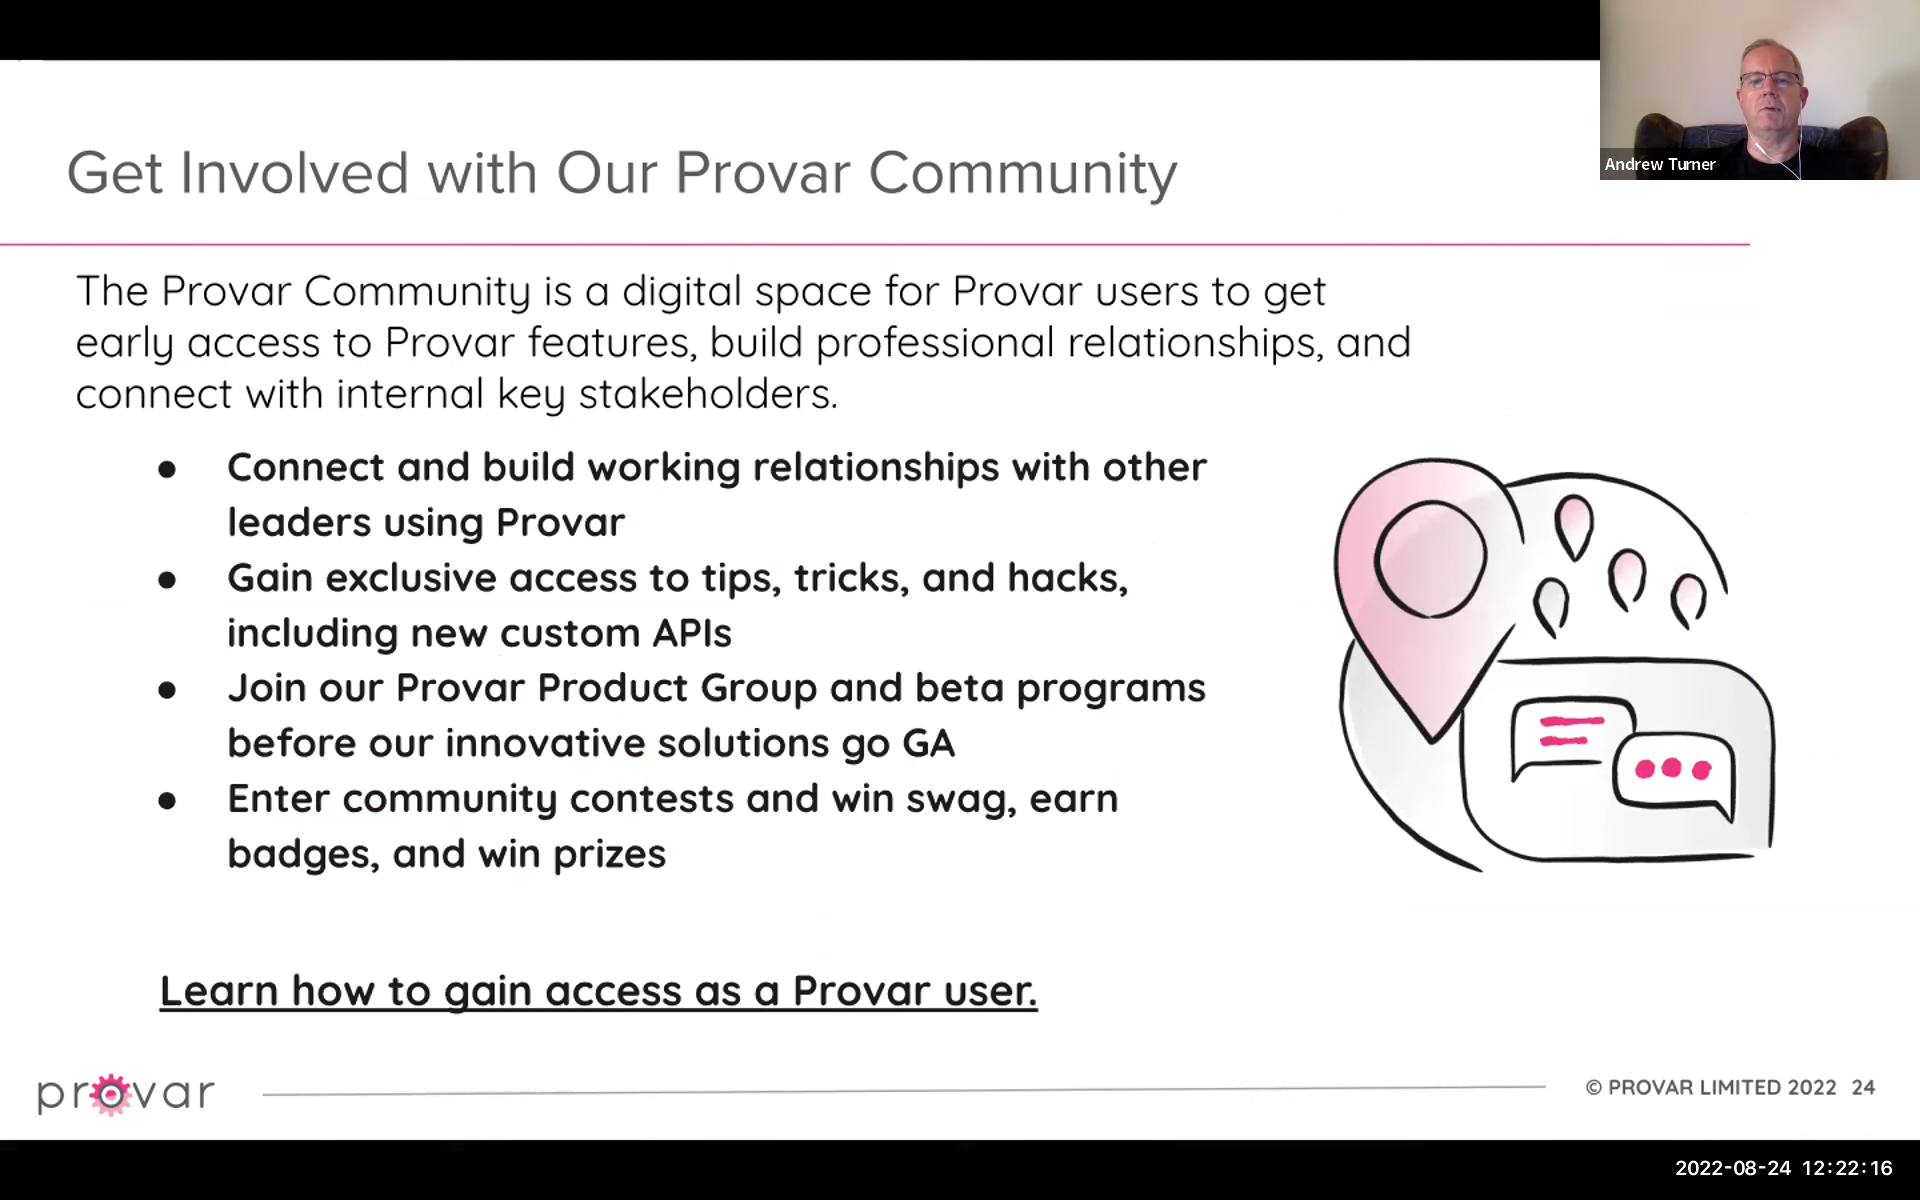 Andrew Turner
Get Involved with Our Provar Community
The Provar Community is a digital space for Provar users to get
early access to Provar features, build professional relationships, and
connect with internal key stakeholders.
● Connect and build working relationships with other
leaders using Provar
● Gain exclusive access to tips, tricks, and hacks,
including new custom APIs
● Join our Provar Product Group and beta programs
before our innovative solutions go GA
● Enter community contests and win swag, earn
badges, and win prizes
Learn how to gain access as a Provar user.
provar
© PROVAR LIMITED 2022 24
2022-08-24 12:22:16